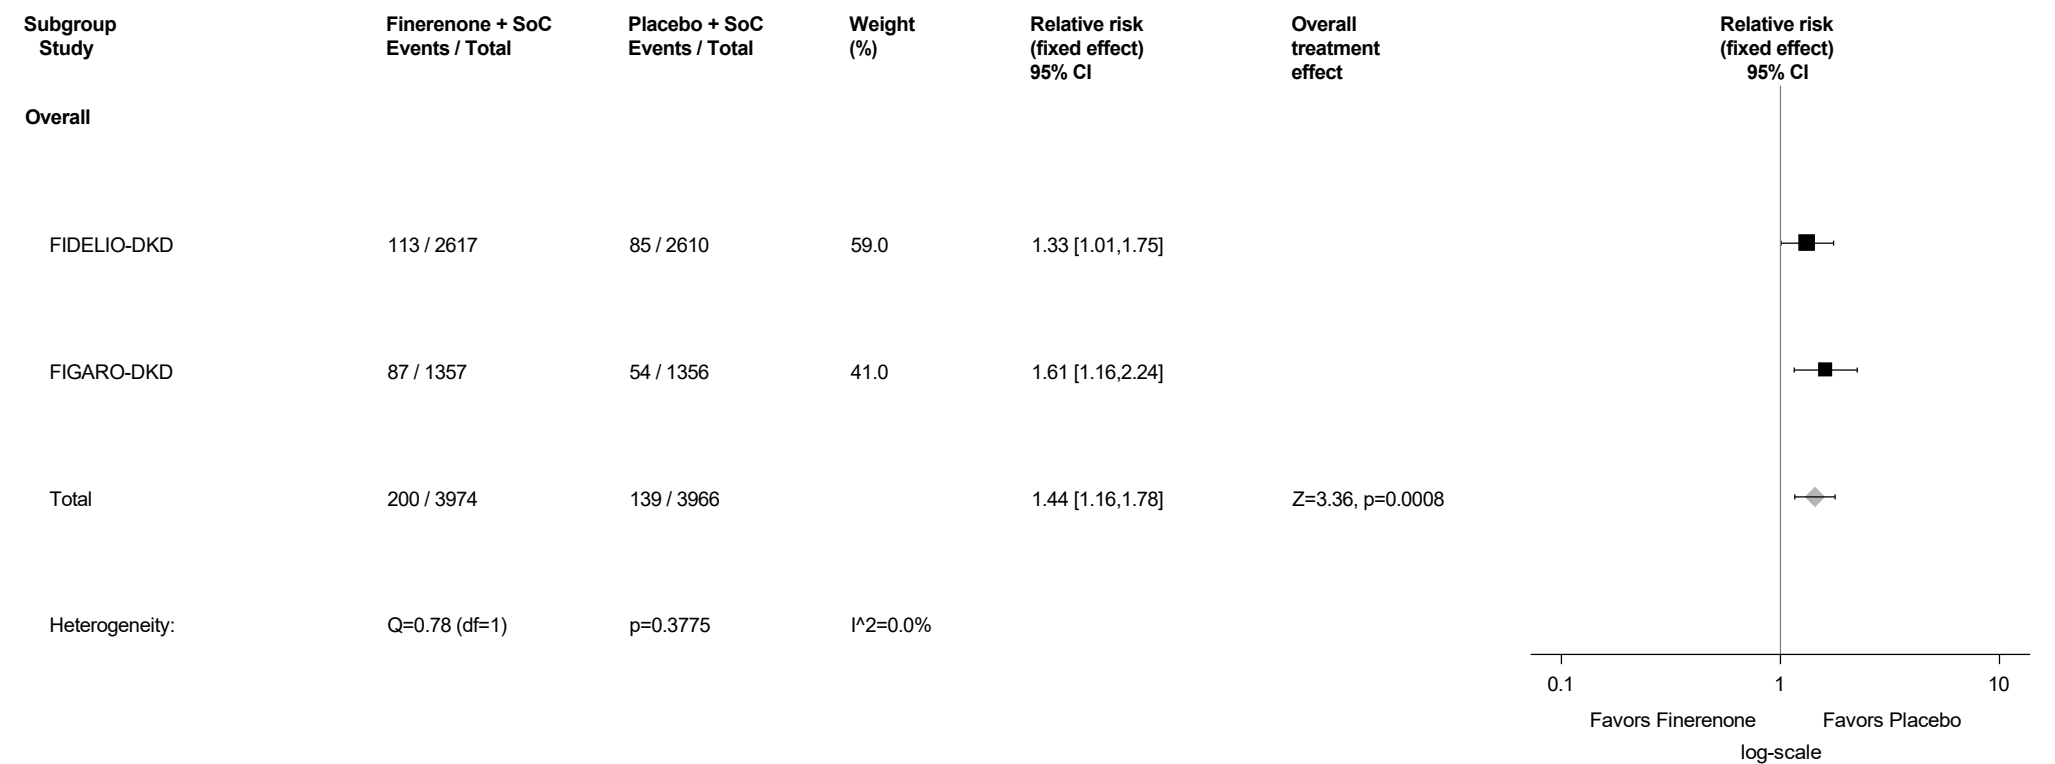 Subgroup Finerenone + SoC Placebo + SoC Weight Relative risk Overall Relative risk
Study Events / Total Events / Total (%) (fixed effect) treatment (fixed effect)
95% CI effect 95% CI
Overall
FIDELIO-DKD 113 / 2617 85 / 2610 59.0 1.33 [1.01,1.75]
FIGARO-DKD 87 / 1357 54 / 1356 41.0 1.61 [1.16,2.24]
Total 200 / 3974 139 / 3966 1.44 [1.16,1.78] Z=3.36, p=0.0008
Heterogeneity: Q=0.78 (df=1) p=0.3775 I^2=0.0%
0.1 1 10
Favors Finerenone Favors Placebo
log-scale